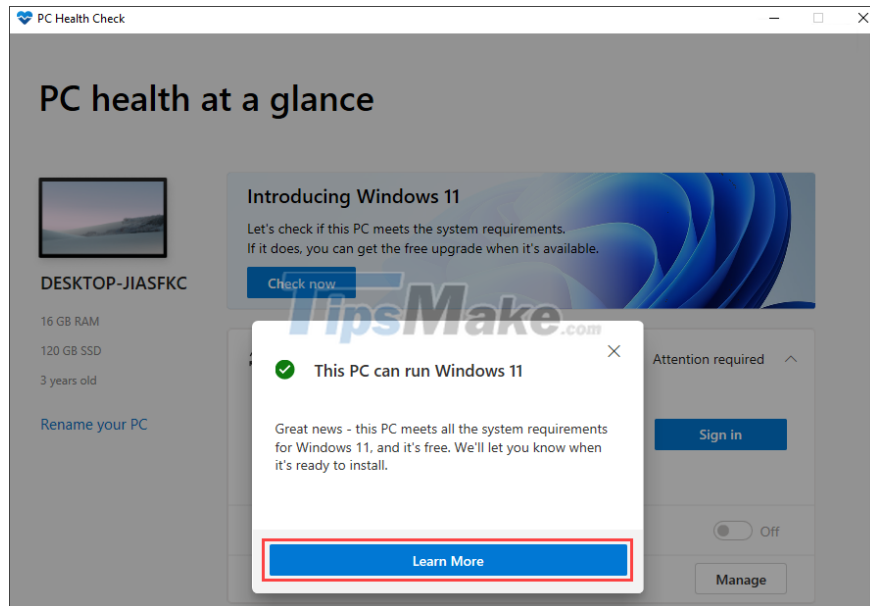 PC Health Check
PC health at a glance
DESKTOP-JIASFKC
16 GB RAM
120 GB SSD
3 years old
Rename your PC
Introducing Windows 11
Let's check if this PC meets the system requirements.
If it does, you can get the free upgrade when it's available.
Check now
TipsMake.com
Attention required
Sign in
Off
Manage
This PC can run Windows 11
Great news - this PC meets all the system requirements
for Windows 11, and it's free. We'll let you know when
it's ready to install.
Learn More